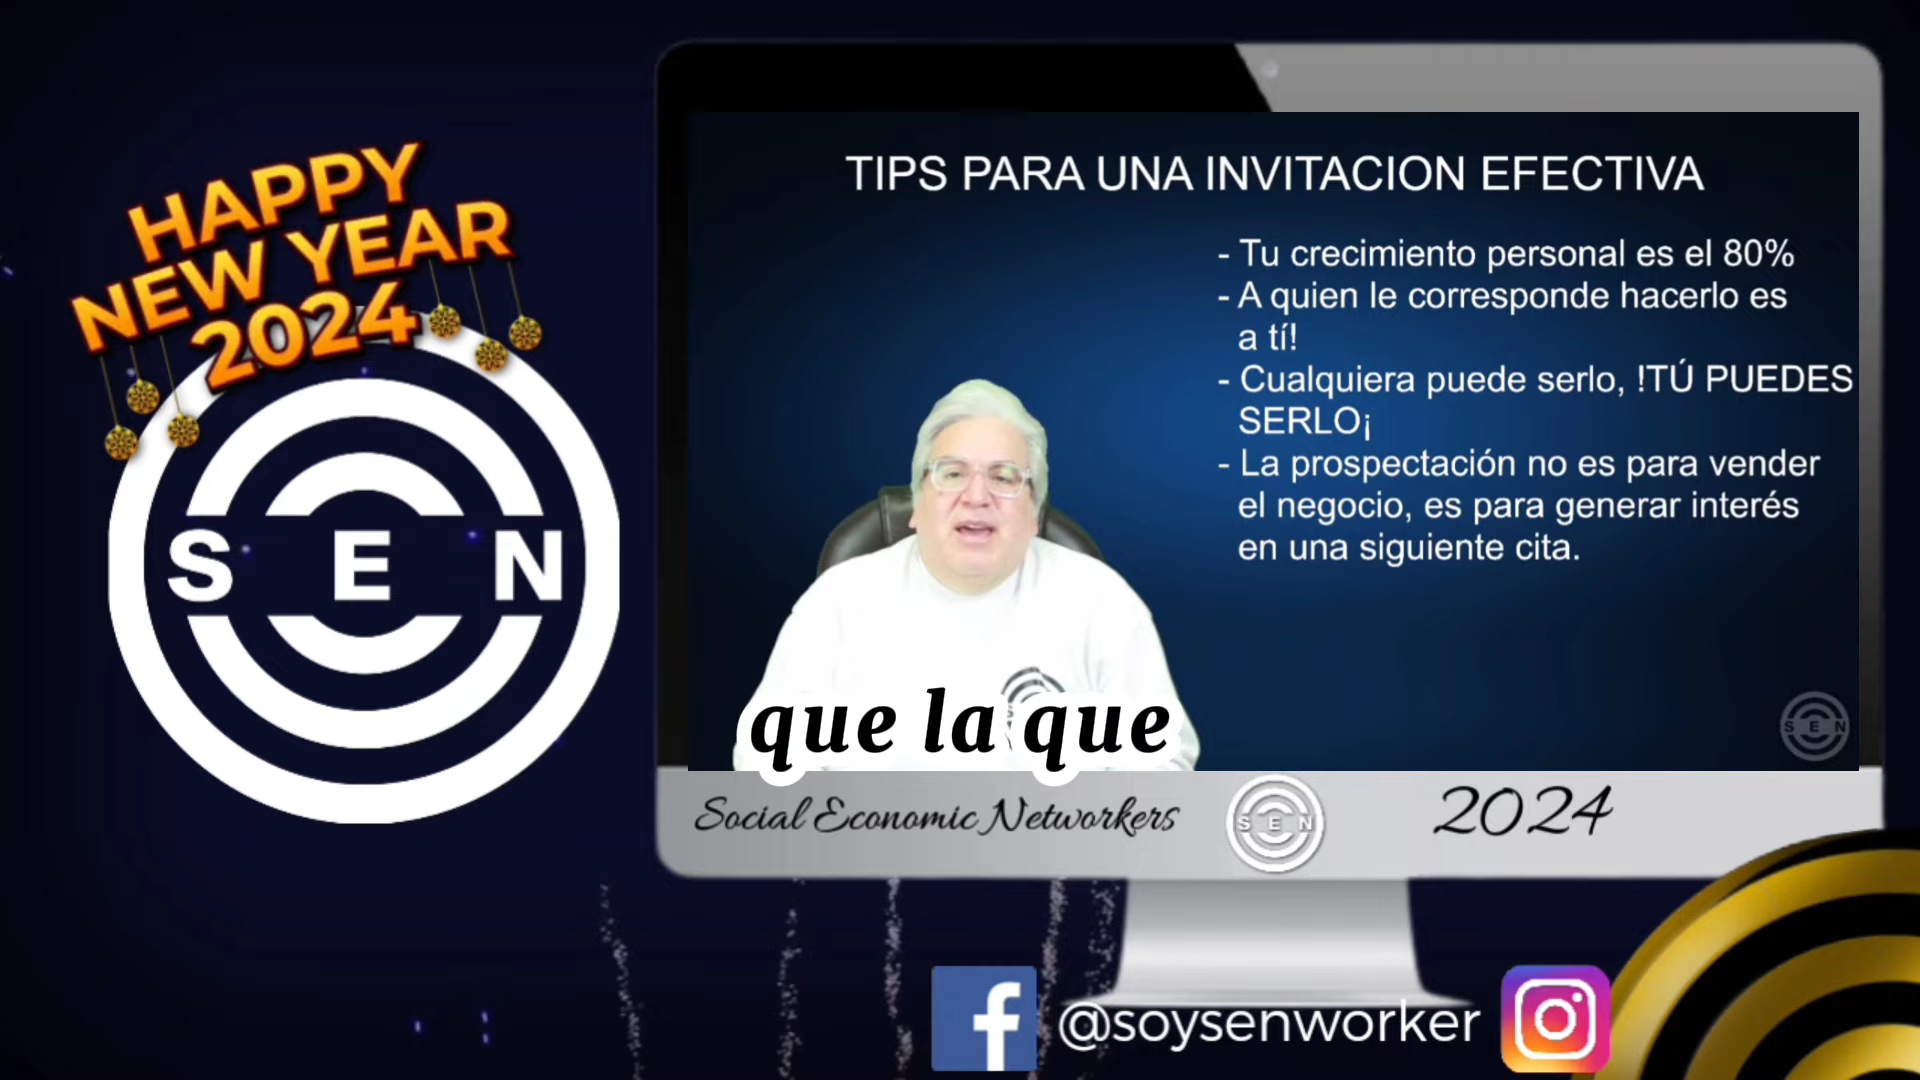 HAPPY
NEW YEAR
2024
S E N
TIPS PARA UNA INVITACION EFECTIVA
- Tu crecimiento personal es el 80%
- A quien le corresponde hacerlo es
a tí!
- Cualquiera puede serlo, !TÚ PUEDES
SERLO¡
- La prospectación no es para vender
el negocio, es para generar interés
en una siguiente cita.
S E N
que la que
Social Economic Networkers
S E N
2024
@soysenworker